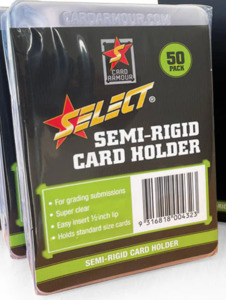 CARDARMOUR.COM
S
CARD
ARMOUR
50
PACK
SELECT®
SEMI-RIGID
CARD HOLDER
• For grading submissions
• Super clear
• Easy insert ½ inch lip
• Holds standard size cards
9 316818 004323
SEMI-RIGID CARD HOLDER